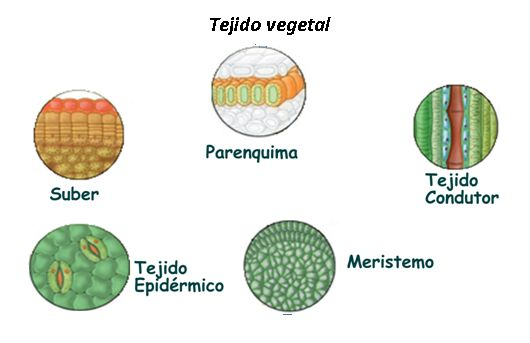 Tejido vegetal
Parenquima
Suber
Tejido
Condutor
Tejido
Epidérmico
Meristemo